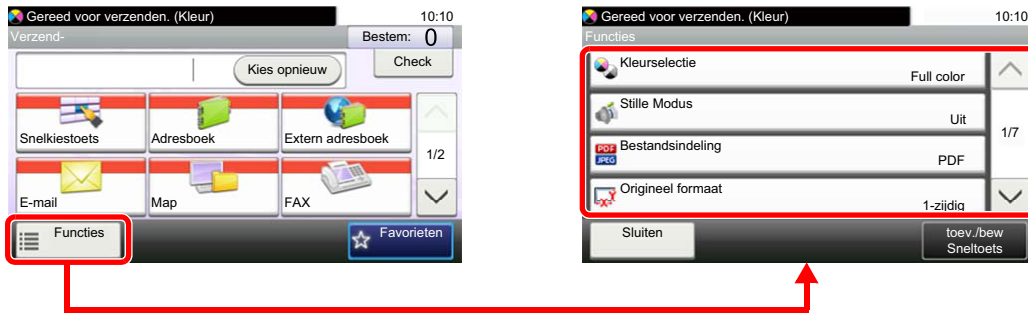 Gereed voor verzenden. (Kleur) 10:10
Verzend- Bestem: 0
Kies opnieuw Check
Snelkiestoets Adresboek Extern adresboek
1/2
E-mail Map FAX
Functies Favorieten
Gereed voor verzenden. (Kleur) 10:10
Functies
Kleurselectie
Full color
Stille Modus
Uit
1/7
PDF
JPEG
Bestandsindeling
PDF
Origineel formaat
1-zijdig
Sluiten toev./bew
Sneltoets